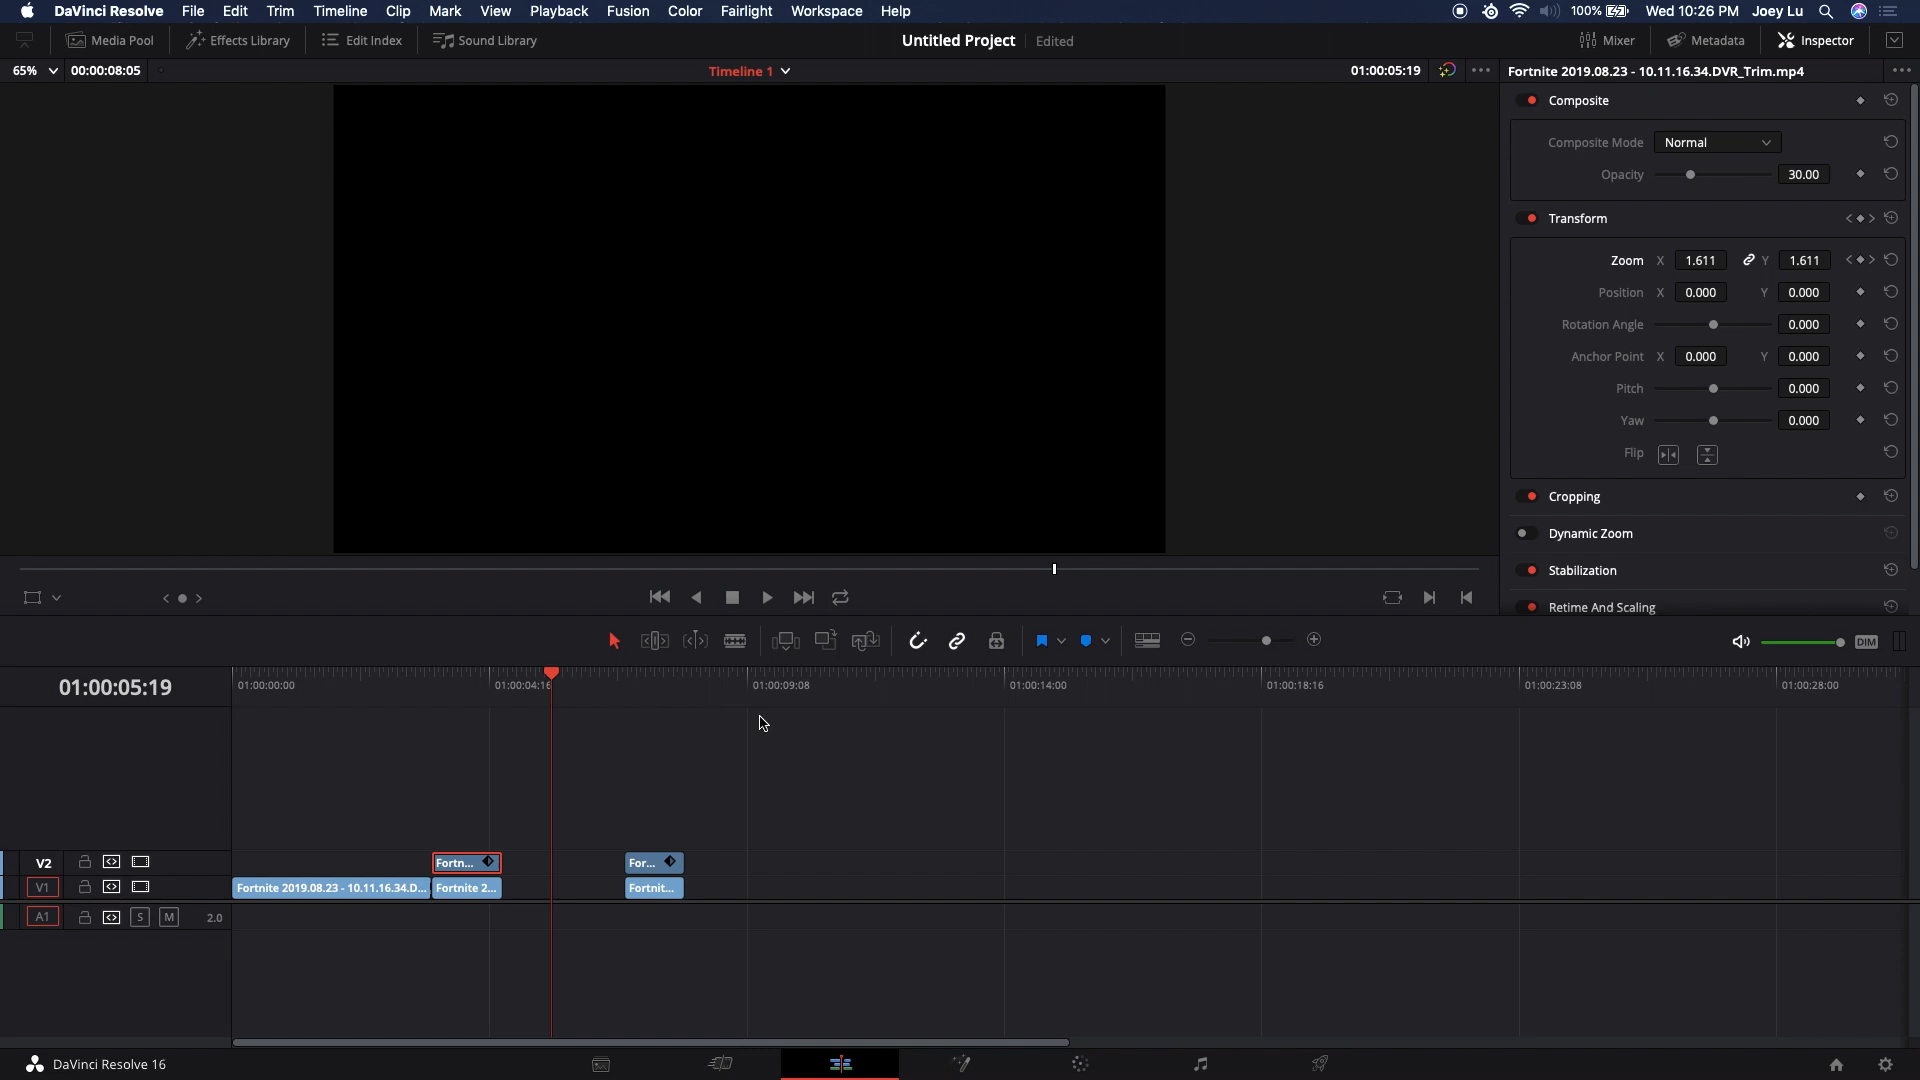 DaVinci Resolve File Edit Trim Timeline Clip Mark View Playback Fusion Color Fairlight Workspace Help 100% Wed 10:26 PM Joey Lu
Media Pool Effects Library Edit Index Sound Library Untitled Project Edited Mixer Metadata Inspector
65% 00:00:08:05 Timeline 1 01:00:05:19 Fortnite 2019.08.23 - 10.11.16.34.DVR_Trim.mp4
Composite
Composite Mode Normal
Opacity 30.00
Transform
Zoom X 1.611 Y 1.611
Position X 0.000 Y 0.000
Rotation Angle 0.000
Anchor Point X 0.000 Y 0.000
Pitch 0.000
Yaw 0.000
Flip
Cropping
Dynamic Zoom
Stabilization
Retime And Scaling
DIM
01:00:05:19 01:00:00:00 01:00:04:16 01:00:09:08 01:00:14:00 01:00:18:16 01:00:23:08 01:00:28:00
V2 Fortn... For...
V1 Fortnite 2019.08.23 - 10.11.16.34.D... Fortnite 2... Fortnit...
A1 S M 2.0
DaVinci Resolve 16